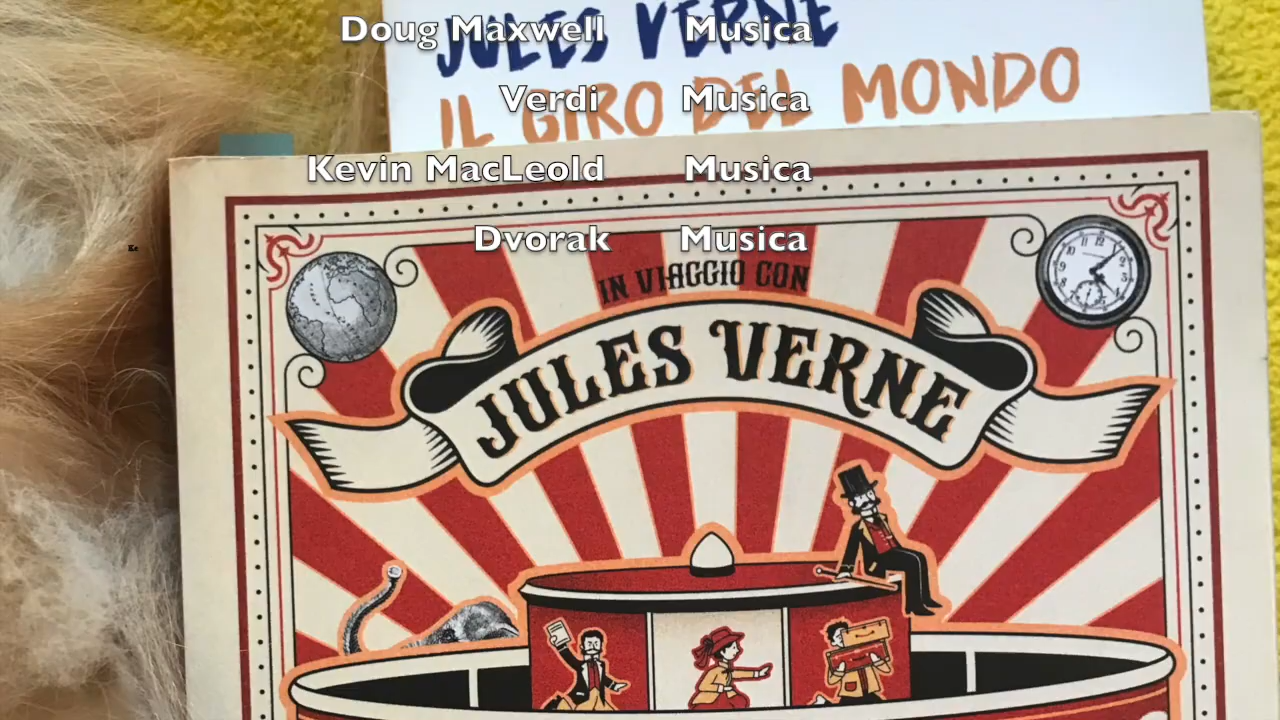 Doug Maxwell Musica
JULES VERNE
Verdi Musica
IL GIRO DEL MONDO
Kevin MacLeold Musica
Dvorak Musica
Ke
IN VIAGGIO CON
JULES VERNE